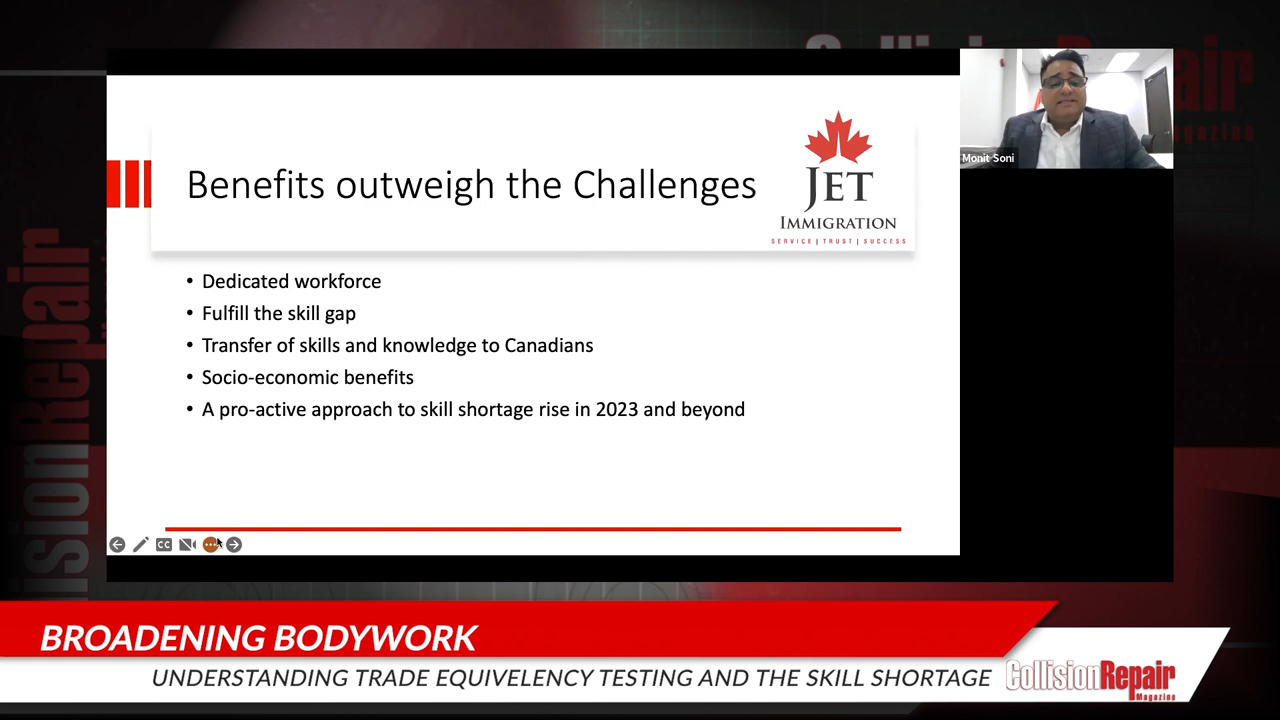 Benefits outweigh the Challenges
JET
IMMIGRATION
SERVICE | TRUST | SUCCESS
Monit Soni
• Dedicated workforce
• Fulfill the skill gap
• Transfer of skills and knowledge to Canadians
• Socio-economic benefits
• A pro-active approach to skill shortage rise in 2023 and beyond
CC
BROADENING BODYWORK
UNDERSTANDING TRADE EQUIVELENCY TESTING AND THE SKILL SHORTAGE
CollisionRepair
Magazine